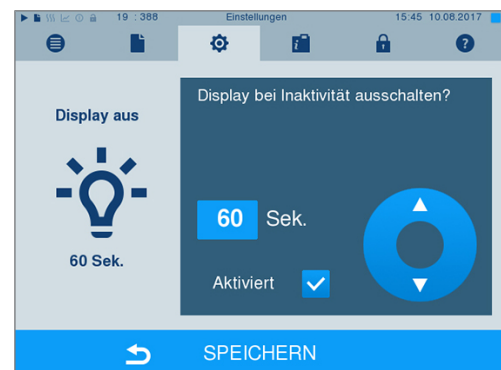 19 : 388 Einstellungen 15:45 10.08.2017
Display aus
60 Sek.
Display bei Inaktivität ausschalten?
60 Sek.
Aktiviert
SPEICHERN